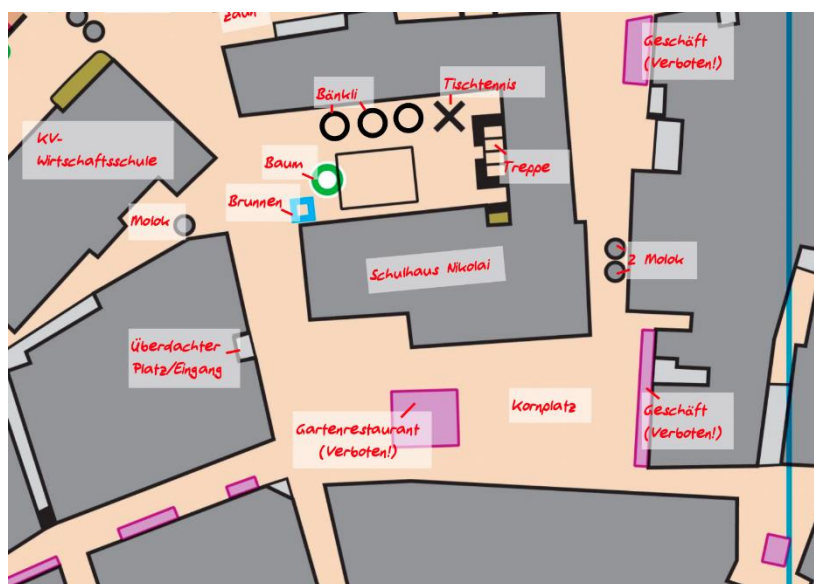 zaun
Geschäft
(Verboten!)
Bänkli
Tischtennis
KV-
Wirtschaftsschule
Baum
Treppe
Brunnen
Molok
2 Molok
Schulhaus Nikolai
Überdachter
Platz/Eingang
Kornplatz
Geschäft
(Verboten!)
Gartenrestaurant
(Verboten!)